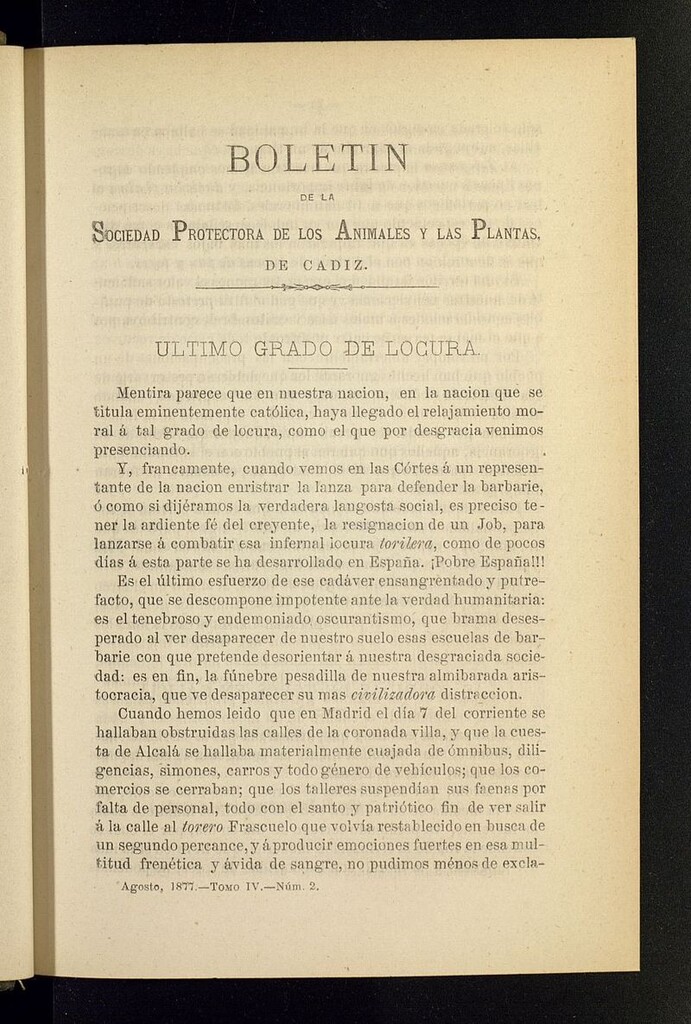 BOLETIN
DE LA
SOCIEDAD PROTECTORA DE LOS ANIMALES Y LAS PLANTAS.
DE CADIZ.
ULTIMO GRADO DE LOCURA.
Mentira parece que en nuestra nacion, en la nacion que se
titula eminentemente católica, haya llegado el relajamiento mo-
ral á tal grado de locura, como el que por desgracia venimos
presenciando.
Y, francamente, cuando vemos en las Córtes á un represen-
tante de la nacion enristrar la lanza para defender la barbarie,
ó como si dijéramos la verdadera langosta social, es preciso te-
ner la ardiente fé del creyente, la resignacion de un Job, para
lanzarse á combatir esa infernal locura torilera, como de pocos
días á esta parte se ha desarrollado en España. ¡Pobre España!!!
Es el último esfuerzo de ese cadáver ensangrentado y putre-
facto, que se descompone impotente ante la verdad humanitaria:
es el tenebroso y endemoniado oscurantismo, que brama deses-
perado al ver desaparecer de nuestro suelo esas escuelas de bar-
barie con que pretende desorientar á nuestra desgraciada socie-
dad: es en fin, la fúnebre pesadilla de nuestra almibarada aris-
tocracia, que ve desaparecer su mas civilizadora distraccion.
Cuando hemos leido que en Madrid el día 7 del corriente se
hallaban obstruidas las calles de la coronada villa, y que la cues-
ta de Alcalá se hallaba materialmente cuajada de ómnibus, dili-
gencias, simones, carros y todo género de vehículos; que los co-
mercios se cerraban; que los talleres suspendían sus faenas por
falta de personal, todo con el santo y patriótico fin de ver salir
á la calle al torero Frascuelo que volvía restablecido en busca de
un segundo percance, y á producir emociones fuertes en esa mul-
titud frenética y ávida de sangre, no pudimos ménos de excla-
Agosto, 1877.—TOMO IV.—Núm. 2.